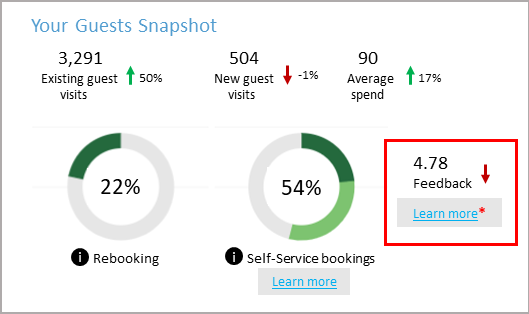 Your Guests Snapshot
3,291
Existing guest
visits
50%
504
New guest
visits
-1%
90
Average
spend
17%
22%
i Rebooking
54%
i Self-Service bookings
Learn more
4.78
Feedback
Learn more*